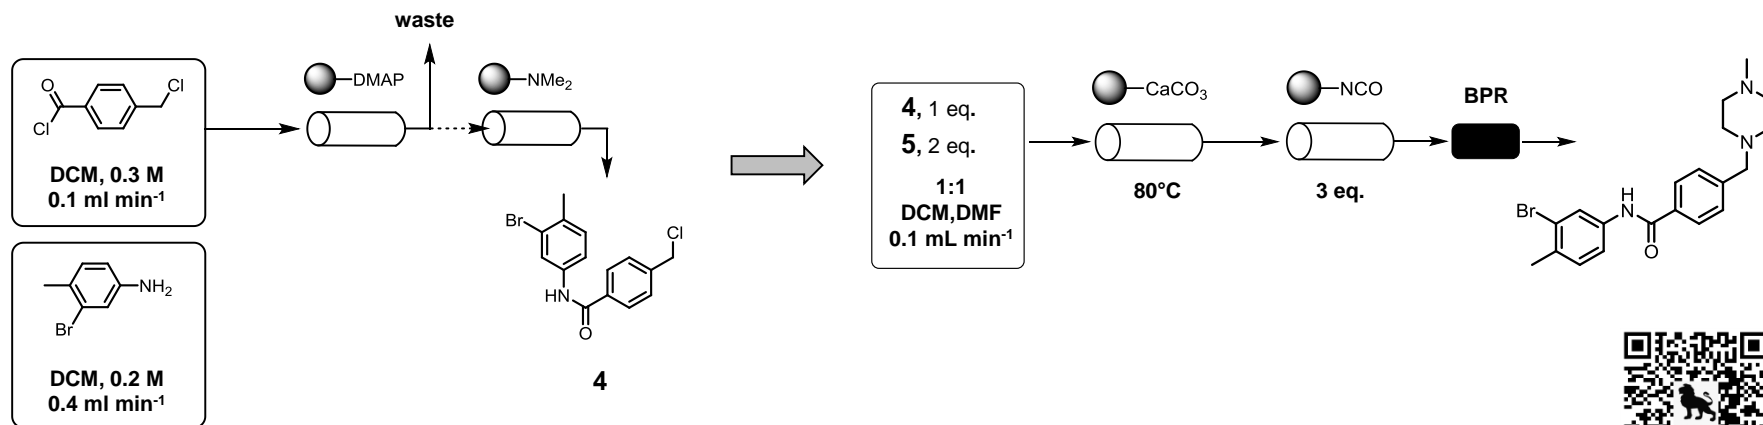 waste
DMAP
NMe₂
O
Cl
Cl
DCM, 0.3 M
0.1 ml min⁻¹
NH₂
Br
DCM, 0.2 M
0.4 ml min⁻¹
Br
Cl
HN
O
4
4, 1 eq.
5, 2 eq.
1:1
DCM,DMF
0.1 mL min⁻¹
CaCO₃
80°C
NCO
3 eq.
BPR
N
N
H
N
Br
O